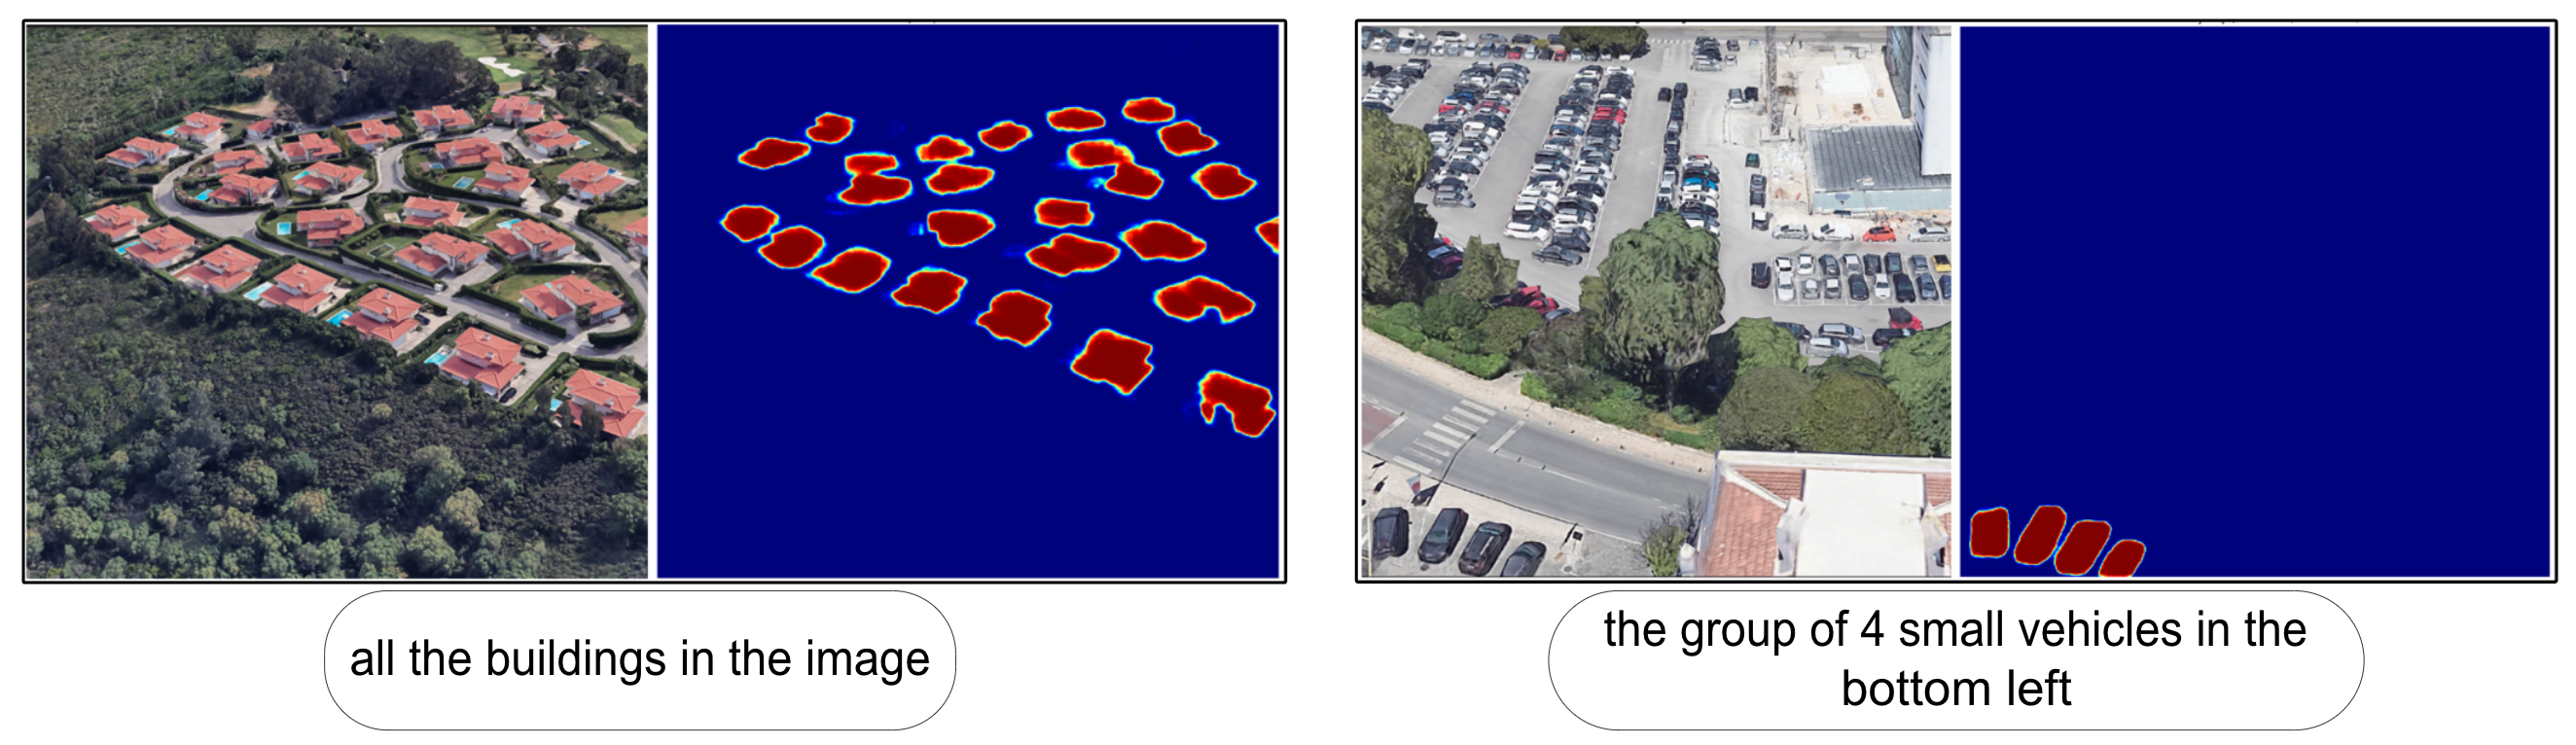 all the buildings in the image
the group of 4 small vehicles in the
bottom left